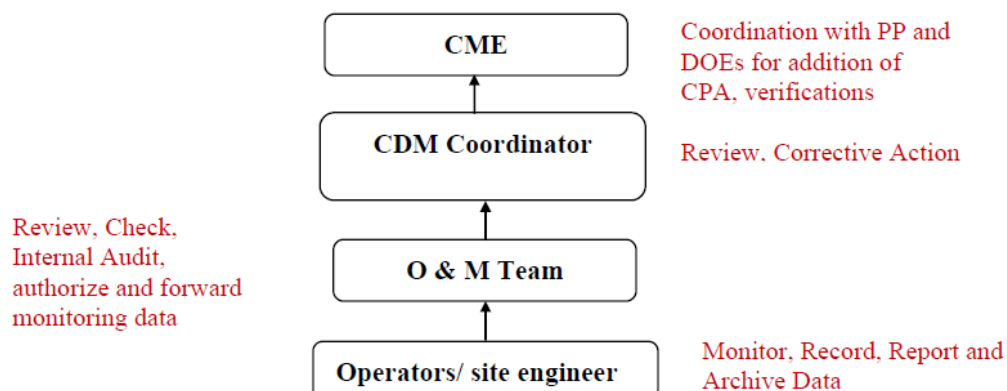 CME
Coordination with PP and
DOEs for addition of
CPA, verifications
CDM Coordinator
Review, Corrective Action
Review, Check,
Internal Audit,
authorize and forward
monitoring data
O & M Team
Operators/ site engineer
Monitor, Record, Report and
Archive Data